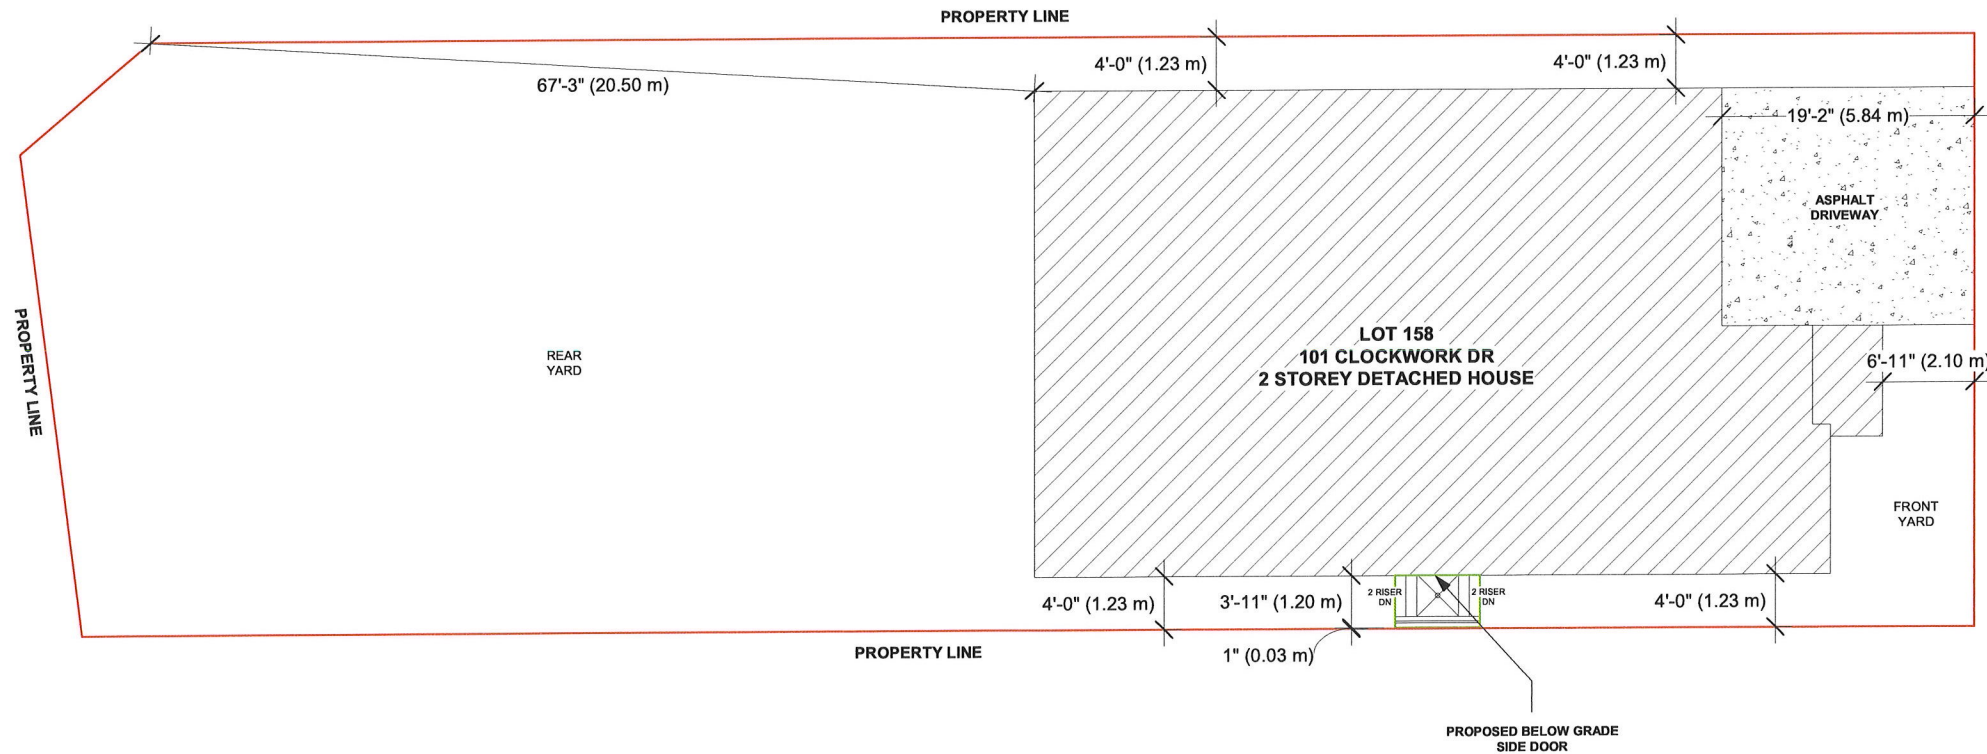 PROPERTY LINE
4'-0" (1.23 m)
4'-0" (1.23 m)
67'-3" (20.50 m)
19'-2" (5.84 m)
ASPHALT
DRIVEWAY
PROPERTY LINE
REAR
YARD
LOT 158
101 CLOCKWORK DR
2 STOREY DETACHED HOUSE
6'-11" (2.10 m)
FRONT
YARD
4'-0" (1.23 m)
3'-11" (1.20 m)
2 RISER
DN
2 RISER
DN
4'-0" (1.23 m)
1" (0.03 m)
PROPERTY LINE
PROPOSED BELOW GRADE
SIDE DOOR